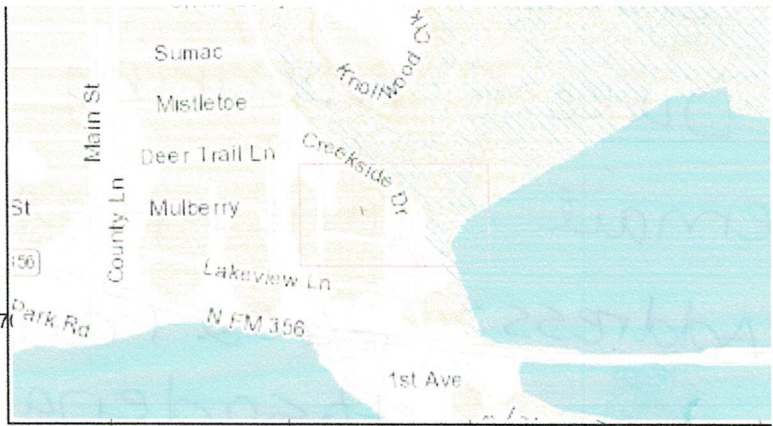 Sumac
Knollwood Dr
Mistletoe
Main St
Creekside Dr
Deer Trail Ln
St
Mulberry
County Ln
356
Lakeview Ln
Park Rd
N FM 356
1st Ave